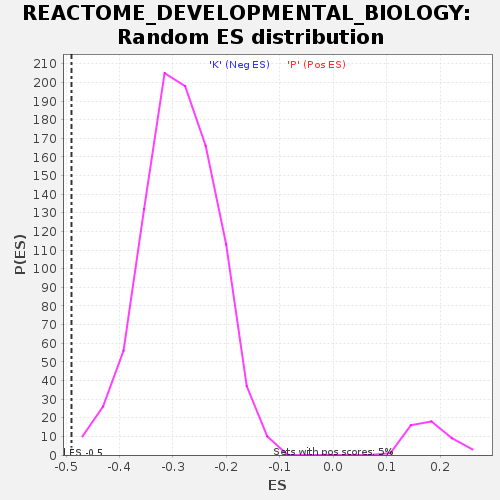 REACTOME_DEVELOPMENTAL_BIOLOGY:
Random ES distribution
'K' (Neg ES) 'P' (Pos ES)
210
200
190
180
170
160
150
140
130
120
110
100
90
80
70
60
50
40
30
20
10
0
P(ES)
ES -0.5
Sets with pos scores: 5%
-0.5 -0.4 -0.3 -0.2 -0.1 0.0 0.1 0.2
ES